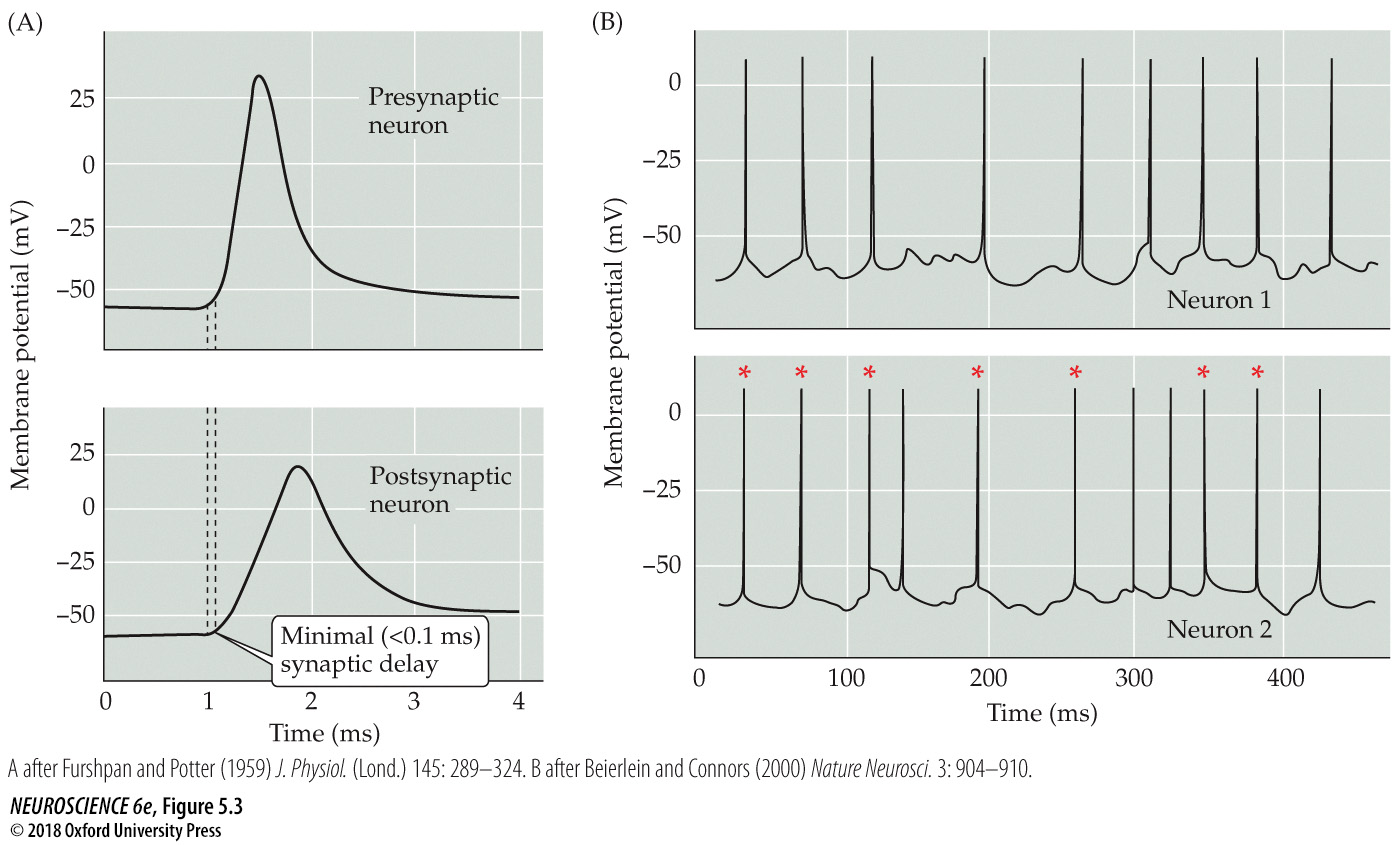 (A)
Membrane potential (mV)
25
0
–25
–50
Presynaptic
neuron
25
0
–25
–50
Postsynaptic
neuron
Minimal (<0.1 ms)
synaptic delay
0 1 2 3 4
Time (ms)
(B)
Membrane potential (mV)
0
–25
–50
Neuron 1
* * * * * * *
0
–25
–50
Neuron 2
0 100 200 300 400
Time (ms)
A after Furshpan and Potter (1959) J. Physiol. (Lond.) 145: 289–324. B after Beierlein and Connors (2000) Nature Neurosci. 3: 904–910.
NEUROSCIENCE 6e, Figure 5.3
© 2018 Oxford University Press